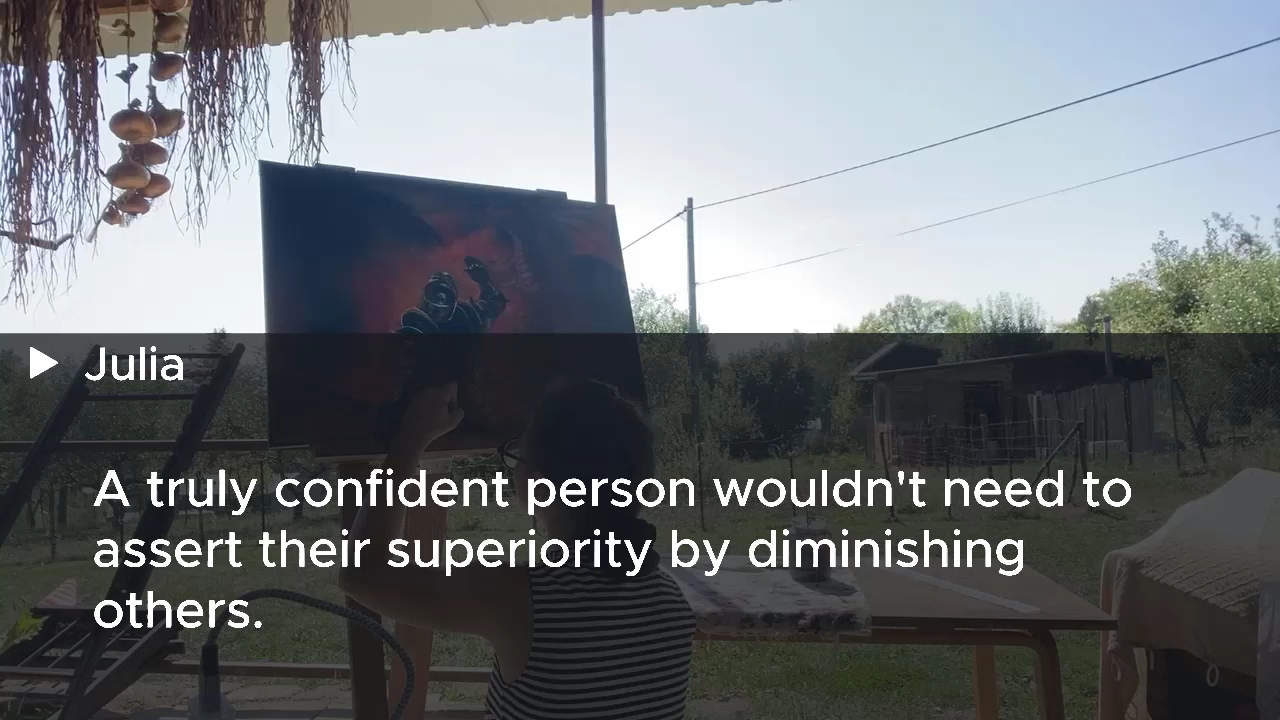 Julia
A truly confident person wouldn't need to
assert their superiority by diminishing
others.